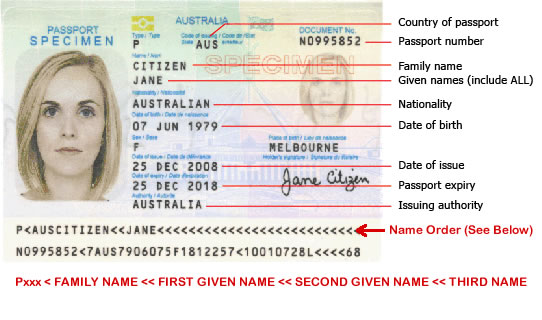 AUSTRALIA
Country of passport
PASSPORT
SPECIMEN
Type / Type
Code of issuing / Code de l'Etat
State
DOCUMENT No.
P
AUS
N0995852
Passport number
SPECIMEN
Name / Nom
CITIZEN
Family name
JANE
Given names (include ALL)
Nationality / Nationalité
AUSTRALIAN
Nationality
Date of birth / Date de naissance
07 JUN 1979
Date of birth
Sex / Sexe
Place of birth / Lieu de naissance
F
MELBOURNE
Date of issue / Date de délivrance
Holder's signature / Signature du titulaire
25 DEC 2008
Date of issue
Date of expiry / Date d'expiration
Jane Citizen
25 DEC 2018
Passport expiry
Authority / Autorité
AUSTRALIA
Issuing authority
P<AUSCITIZEN<<JANE<<<<<<<<<<<<<<<<<<<<<<<<<<
Name Order (See Below)
N0995852<7AUS7906075F1812257<10010728L<<<<68
Pxxx < FAMILY NAME << FIRST GIVEN NAME << SECOND GIVEN NAME << THIRD NAME